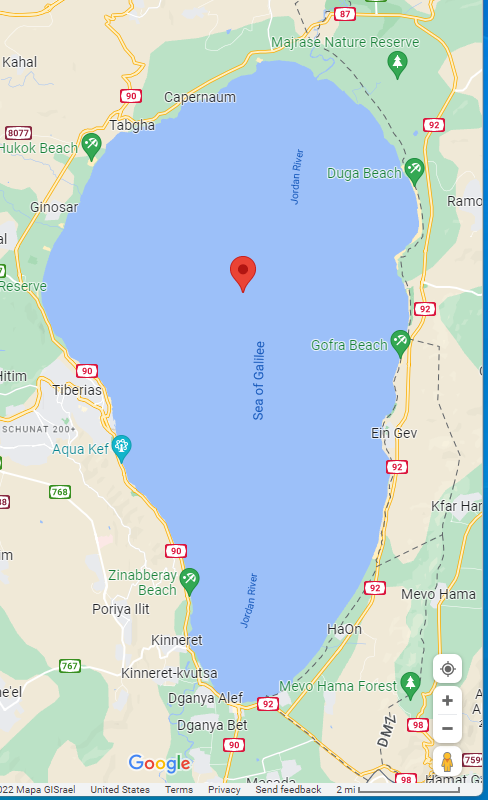 87
Majrase Nature Reserve
Kahal
90
Capernaum
92
Tabgha
8077
Hukok Beach
Jordan River
Duga Beach
Ginosar
Ramo
al
Reserve
92
Sea of Galilee
Gofra Beach
90
Hitim
Tiberias
SCHUNAT 200+
Ein Gev
Aqua Kef
92
768
Kfar Har
90
im
Zinabberay
Beach
Jordan River
92
Mevo Hama
Poriya Ilit
HaOn
Kinneret
767
Kinneret-kvutsa
Mevo Hama Forest
ne'el
Dganya Alef
92
Dganya Bet
98
DMZ
90
Google
759
Masada
98
Hamat G
022 Mapa GISrael United States Terms Privacy Send feedback 2 mi